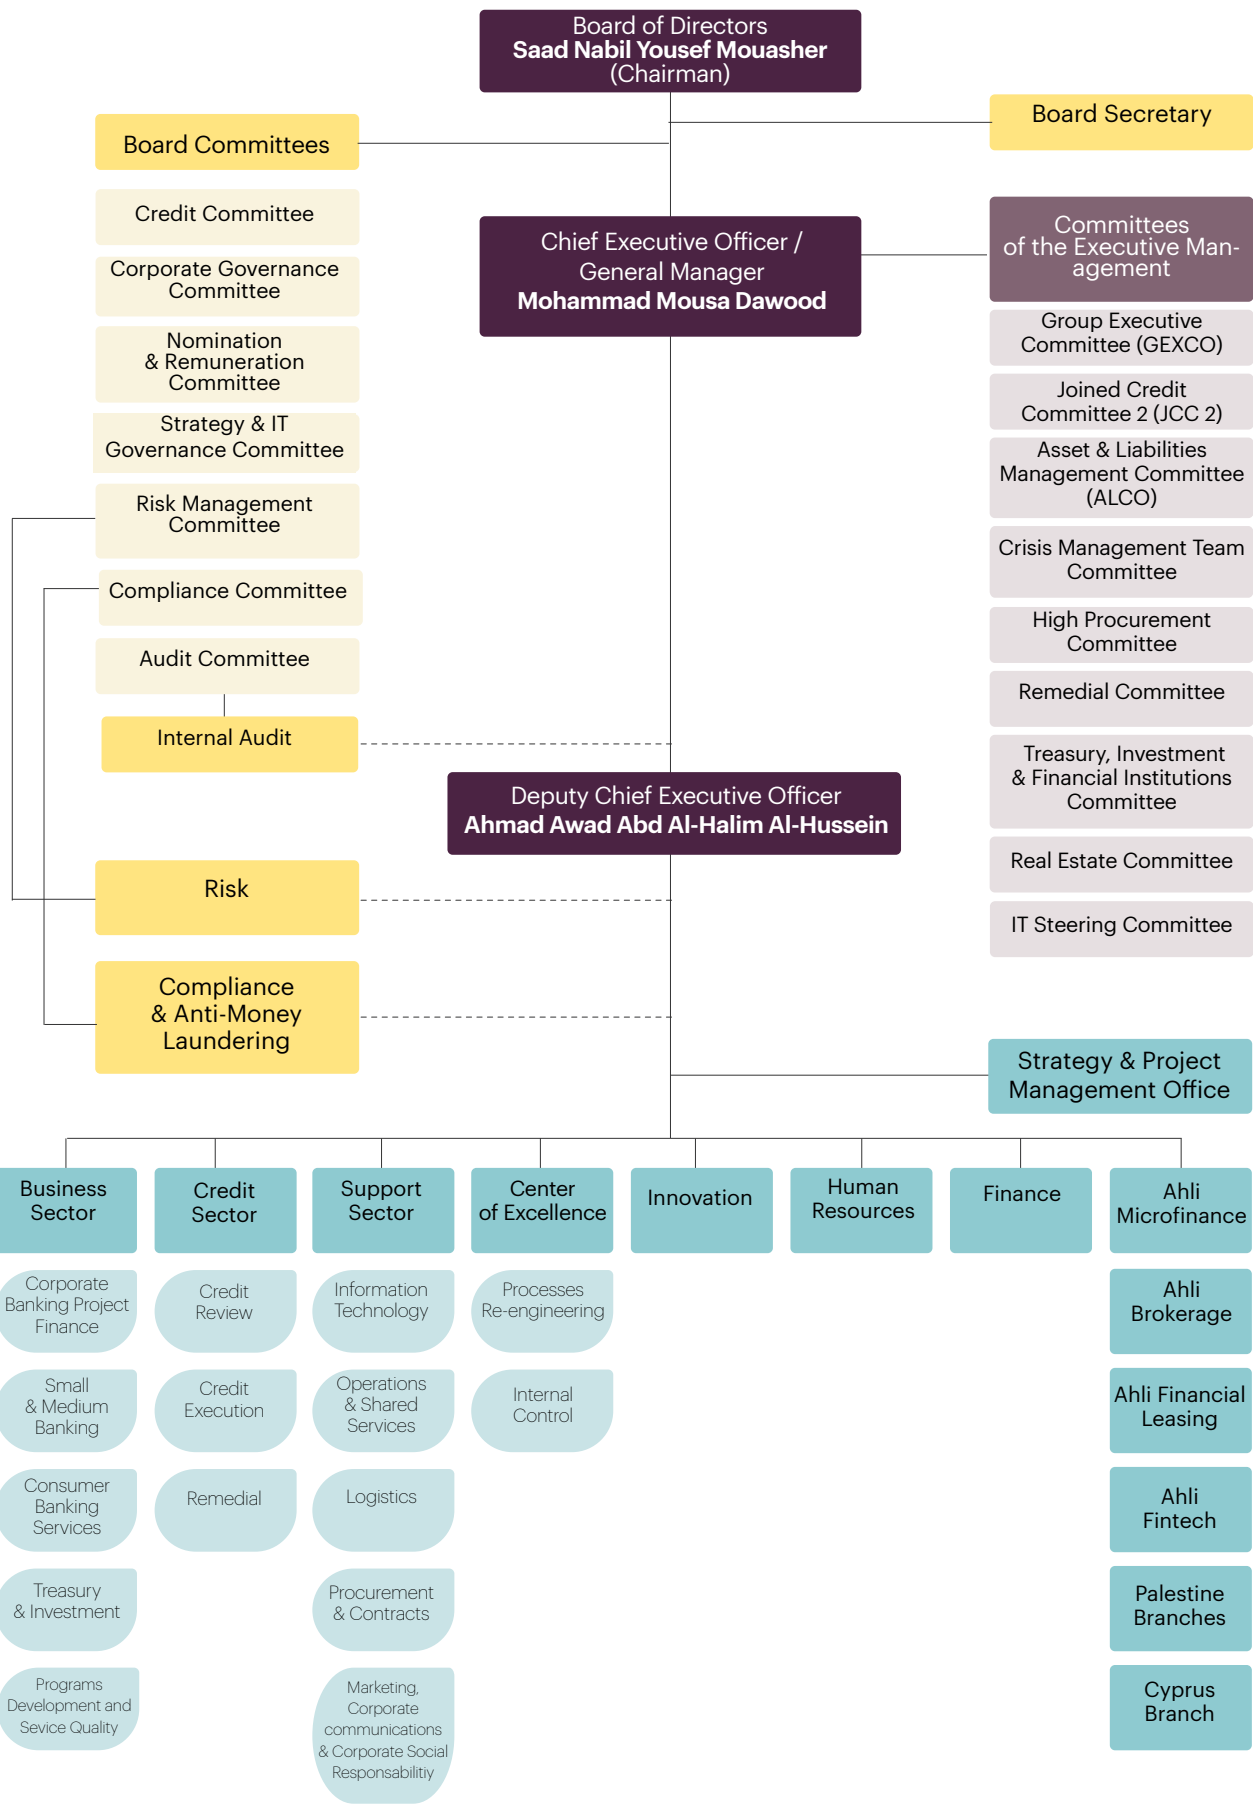 Board of Directors
Saad Nabil Yousef Mouasher
(Chairman)
Board Secretary
Board Committees
Credit Committee
Corporate Governance
Committee
Nomination
& Remuneration
Committee
Strategy & IT
Governance Committee
Risk Management
Committee
Compliance Committee
Audit Committee
Internal Audit
Risk
Compliance
& Anti-Money
Laundering
Chief Executive Officer /
General Manager
Mohammad Mousa Dawood
Deputy Chief Executive Officer
Ahmad Awad Abd Al-Halim Al-Hussein
Committees
of the Executive Man-
agement
Group Executive
Committee (GEXCO)
Joined Credit
Committee 2 (JCC 2)
Asset & Liabilities
Management Committee
(ALCO)
Crisis Management Team
Committee
High Procurement
Committee
Remedial Committee
Treasury, Investment
& Financial Institutions
Committee
Real Estate Committee
IT Steering Committee
Strategy & Project
Management Office
Business
Sector
Corporate
Banking Project
Finance
Small
& Medium
Banking
Consumer
Banking
Services
Treasury
& Investment
Programs
Development and
Sevice Quality
Credit
Sector
Credit
Review
Credit
Execution
Remedial
Support
Sector
Information
Technology
Operations
& Shared
Services
Logistics
Procurement
& Contracts
Marketing,
Corporate
communications
& Corporate Social
Responsabilitiy
Center
of Excellence
Processes
Re-engineering
Internal
Control
Innovation
Human
Resources
Finance
Ahli
Microfinance
Ahli
Brokerage
Ahli Financial
Leasing
Ahli
Fintech
Palestine
Branches
Cyprus
Branch